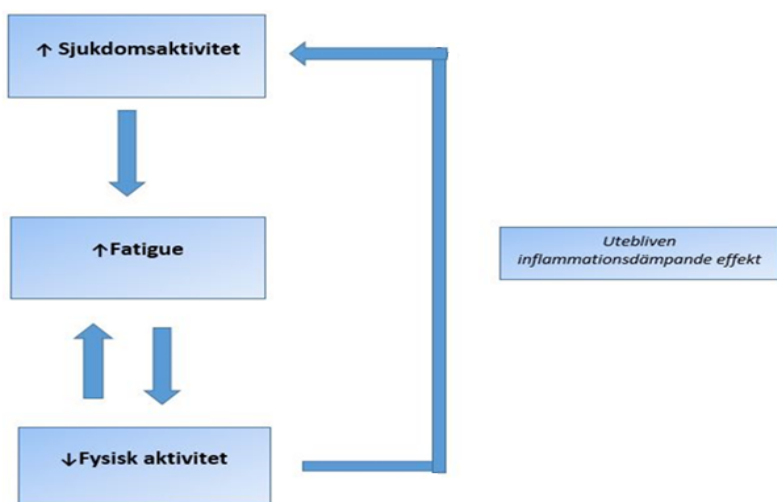 ↑ Sjukdomsaktivitet
↑Fatigue
Utebliven
inflammationsdämpande effekt
↓Fysisk aktivitet